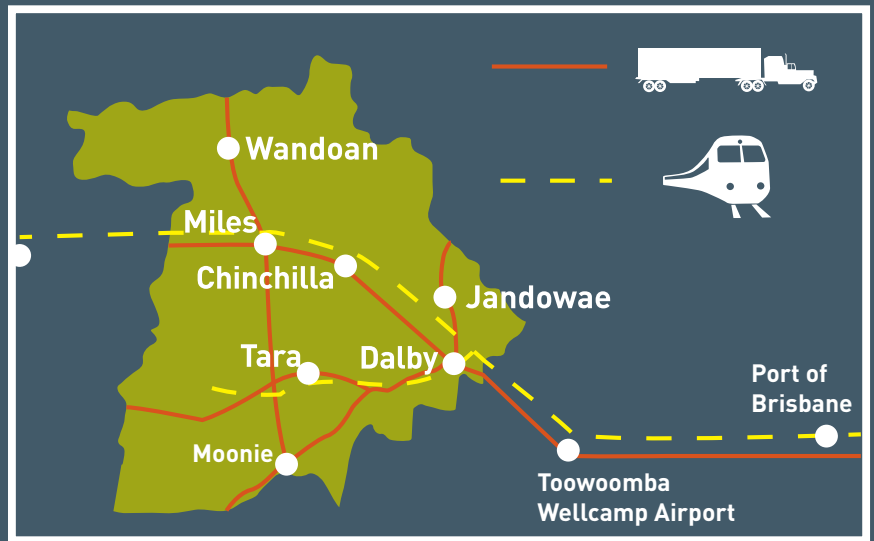 Wandoan
Miles
Chinchilla
Jandowae
Tara
Dalby
Port of
Brisbane
Moonie
Toowoomba
Wellcamp Airport